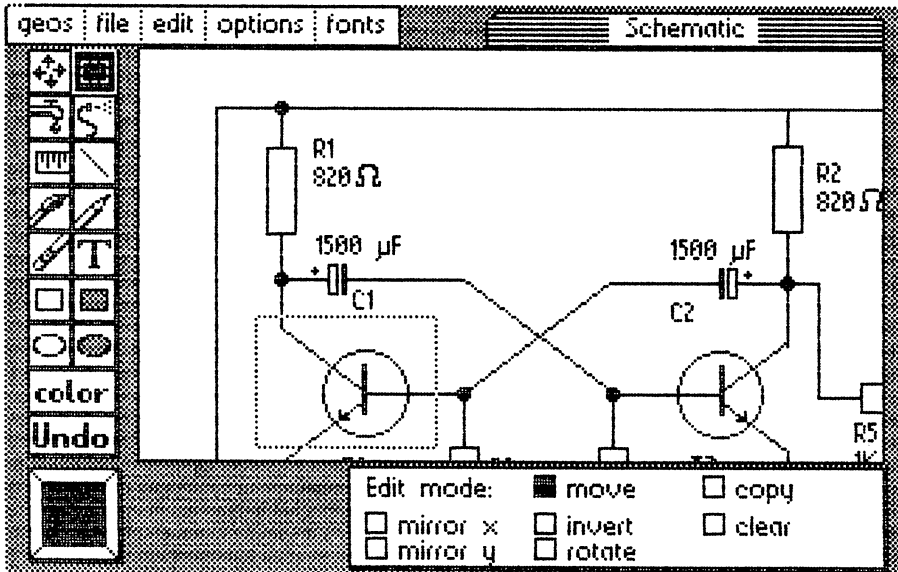 geos file edit options fonts
Schematic
R1
820Ω
R2
820Ω
1500 µF
1500 µF
C1
C2
T
color
Undo
R5
1K
Edit mode: move copy
mirror x invert clear
mirror y rotate